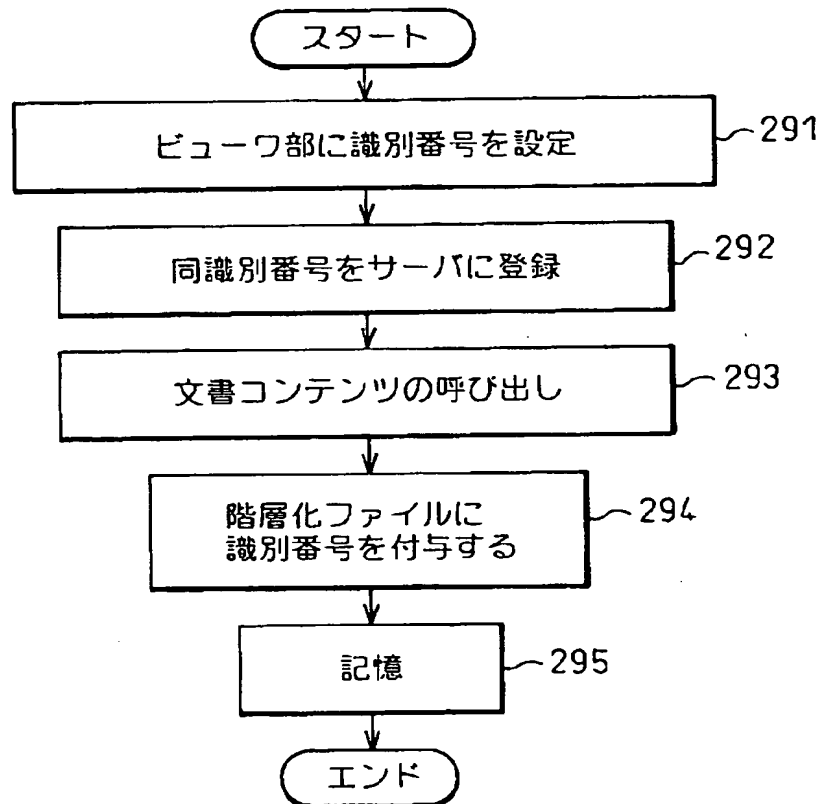 スタート
ビューワ部に識別番号を設定
291
同識別番号をサーバに登録
292
文書コンテンツの呼び出し
293
階層化ファイルに
識別番号を付与する
294
記憶
295
エンド